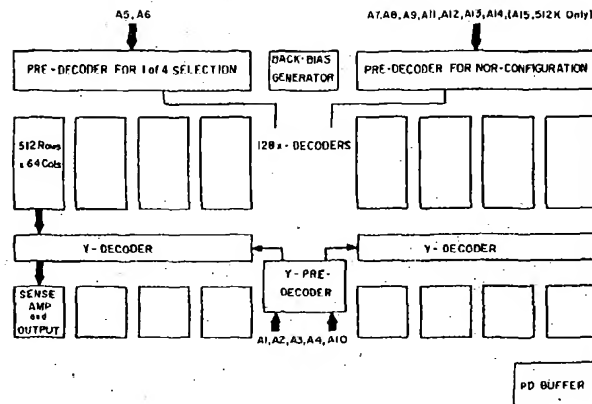 A5, A6
A7, A8, A9, A11, A12, A13, A14, (A15, 512K Only)
PRE-DECODER FOR 1 of 4 SELECTION
BACK-BIAS
GENERATOR
PRE-DECODER FOR NOR-CONFIGURATION
512 Rows
x 64 Cols
128 x-DECODERS
Y-DECODER
Y-DECODER
Y-PRE-
DECODER
SENSE
AMP
and
OUTPUT
A1, A2, A3, A4, A10
PD BUFFER